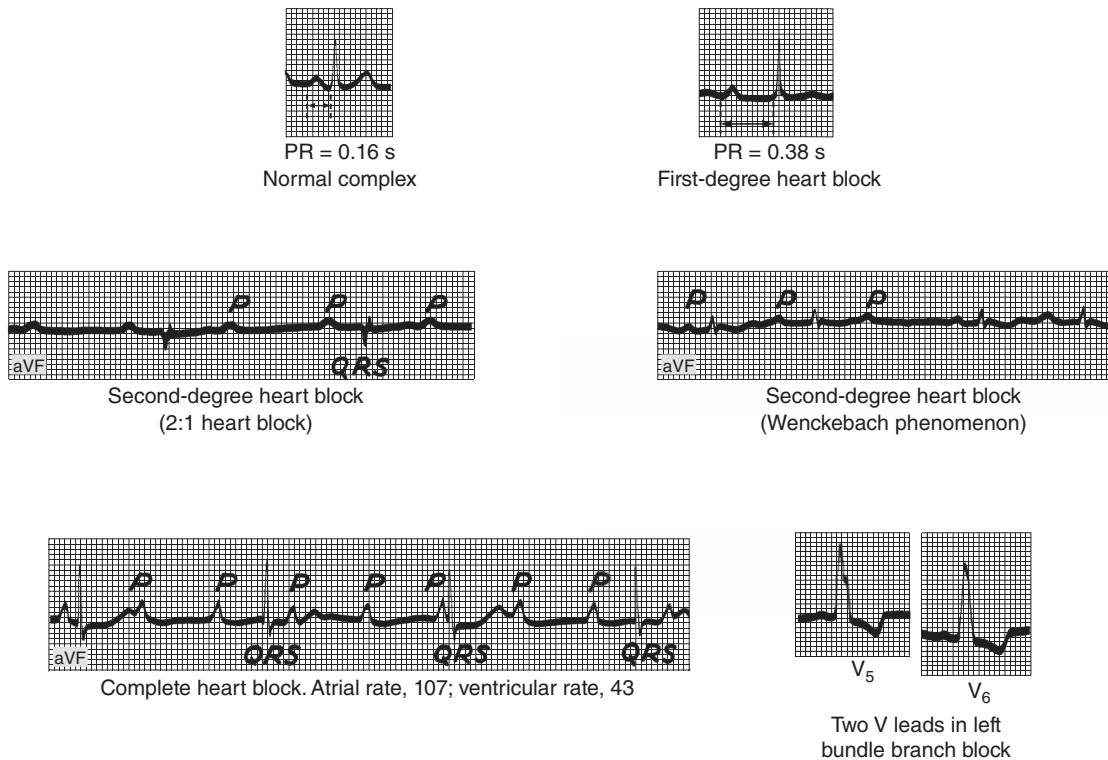 PR = 0.16 s
Normal complex
PR = 0.38 s
First-degree heart block
P P P
aVF
QRS
Second-degree heart block
(2:1 heart block)
P P P
aVF
Second-degree heart block
(Wenckebach phenomenon)
P P P P P P P
aVF
QRS QRS QRS
Complete heart block. Atrial rate, 107; ventricular rate, 43
V5
V6
Two V leads in left
bundle branch block